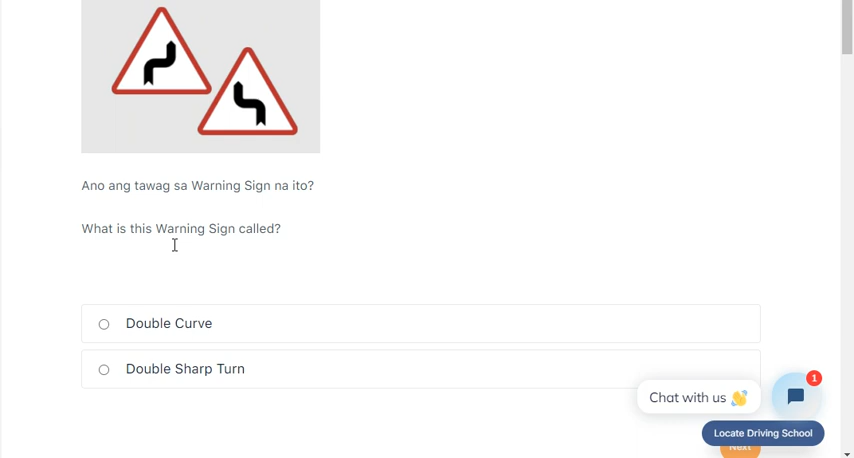 Ano ang tawag sa Warning Sign na ito?
What is this Warning Sign called?
Double Curve
Double Sharp Turn
1
Chat with us 👋
Locate Driving School
Next